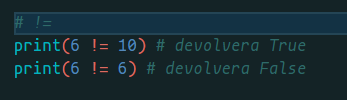 # !=
print(6 != 10) # devolvera True
print(6 != 6) # devolvera False